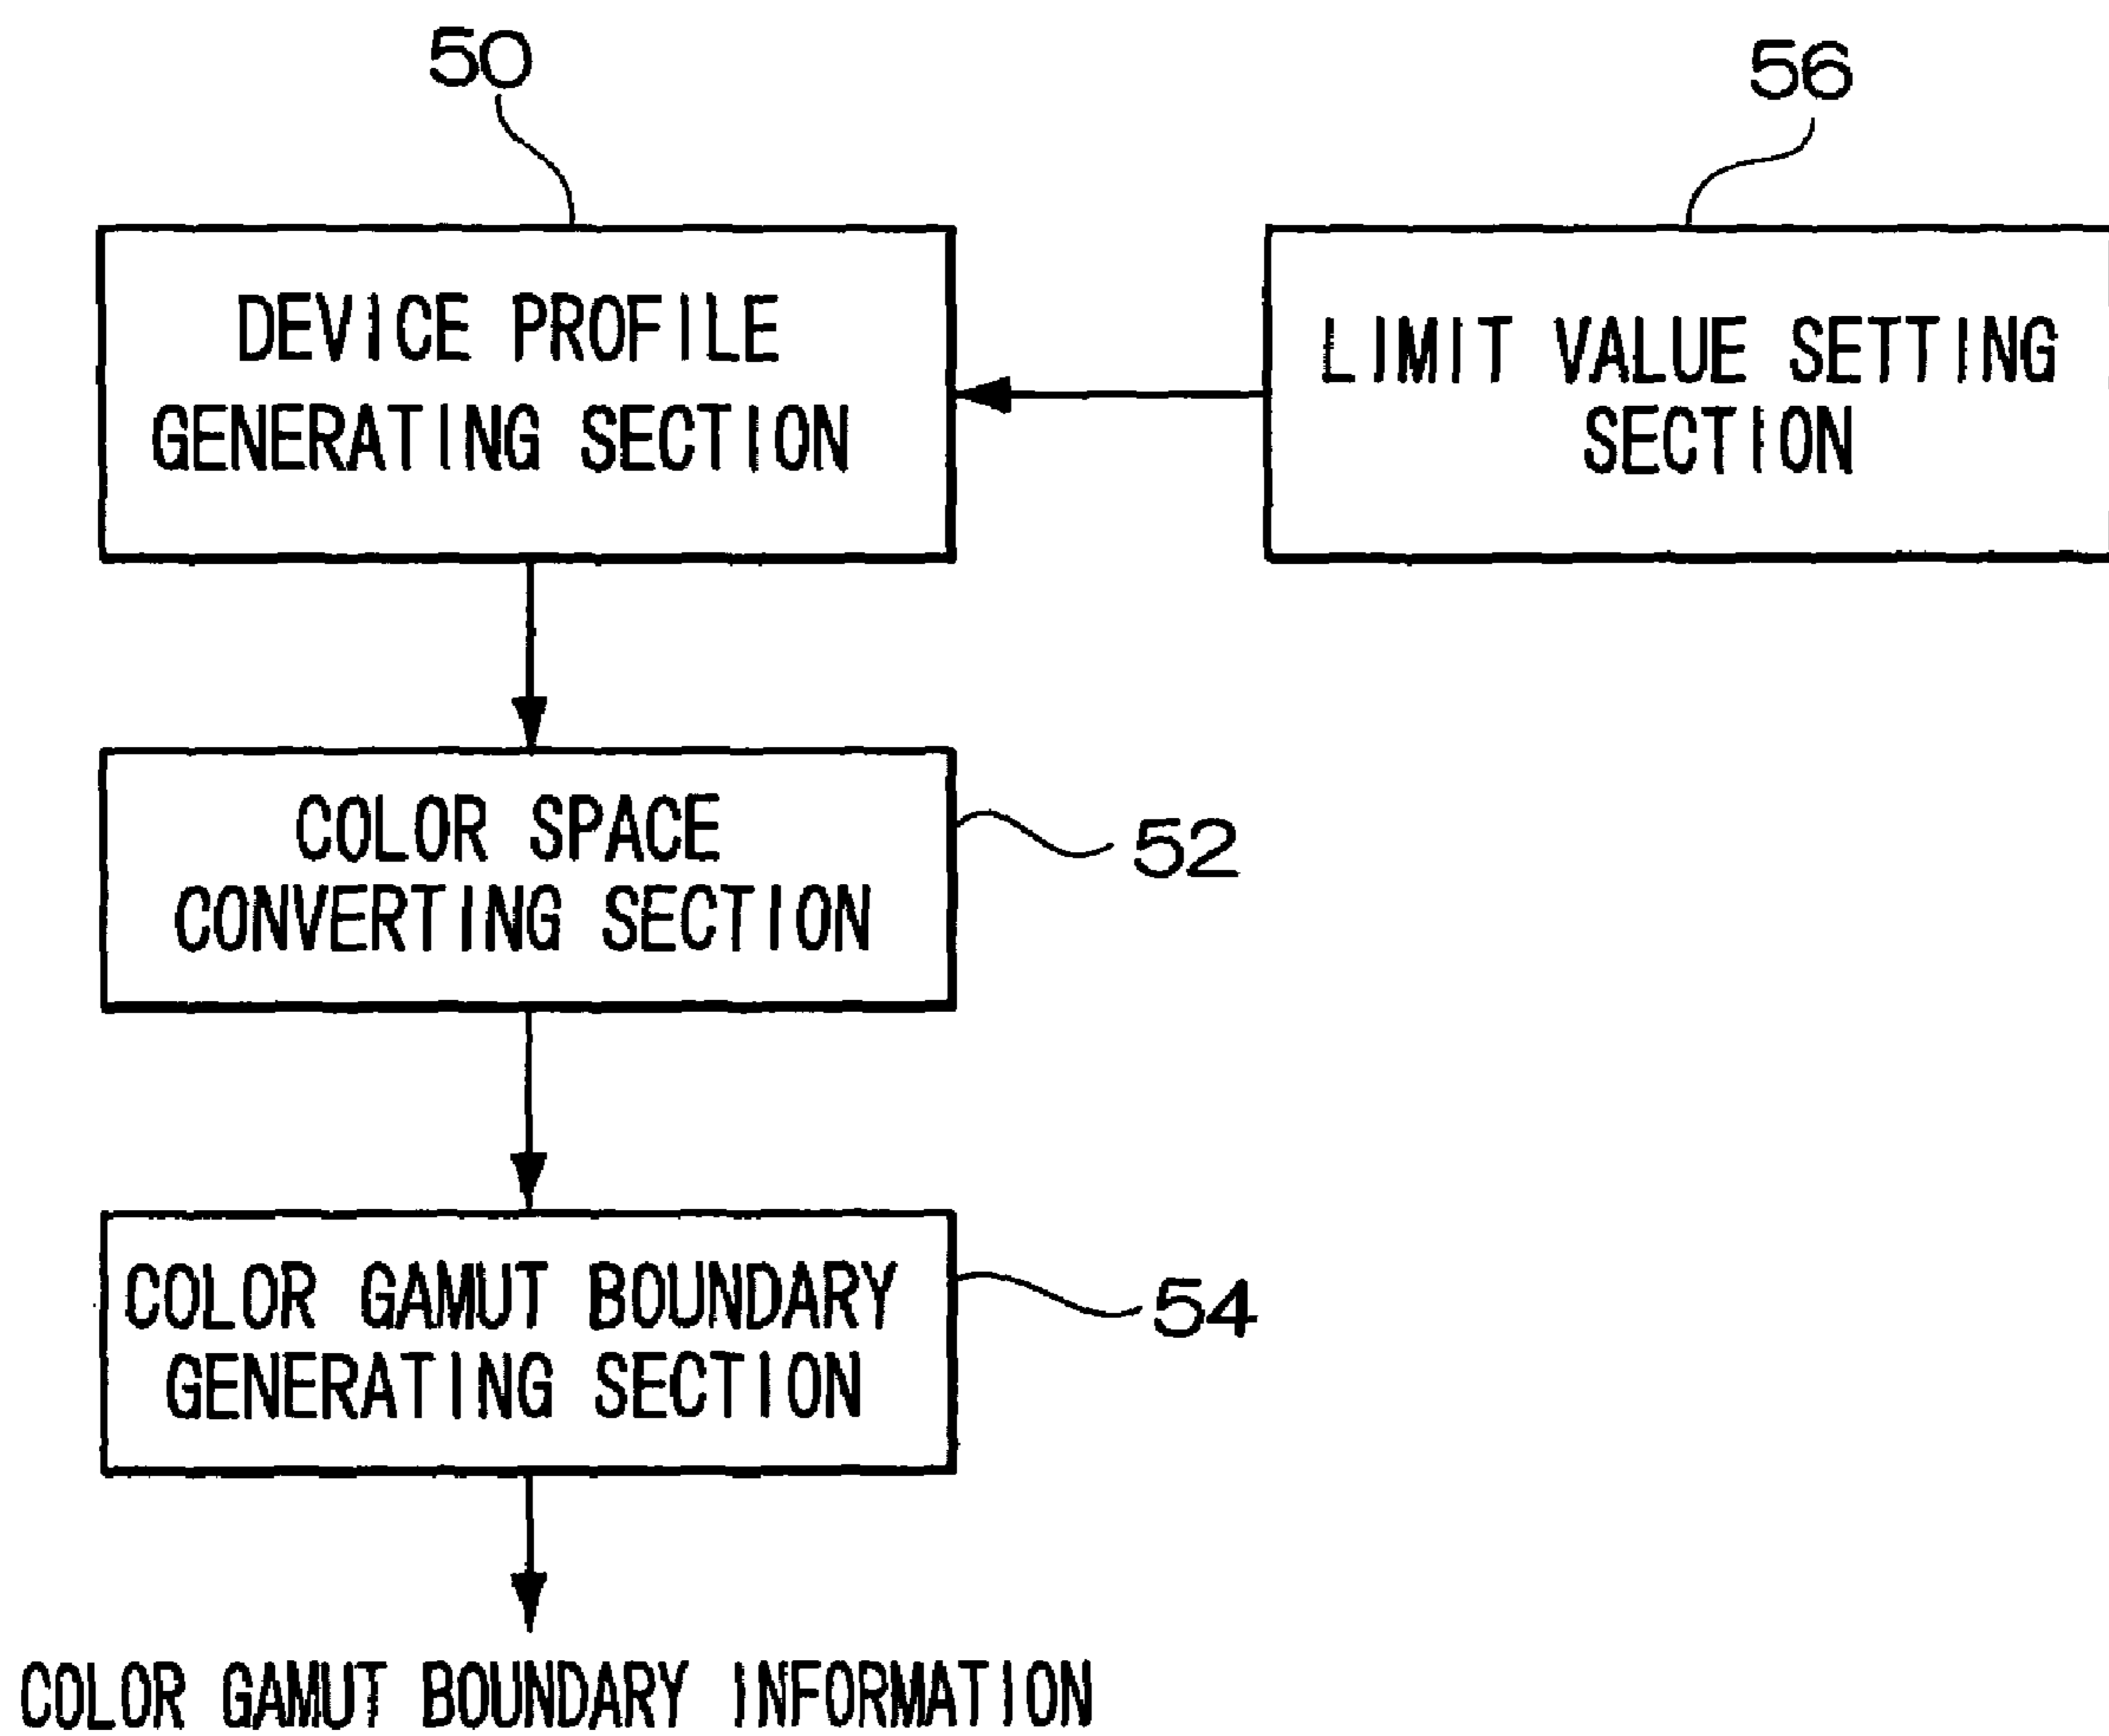 50
56
DEVICE PROFILE
GENERATING SECTION
LIMIT VALUE SETTING
SECTION
COLOR SPACE
CONVERTING SECTION
52
COLOR GAMUT BOUNDARY
GENERATING SECTION
54
COLOR GAMUT BOUNDARY INFORMATION